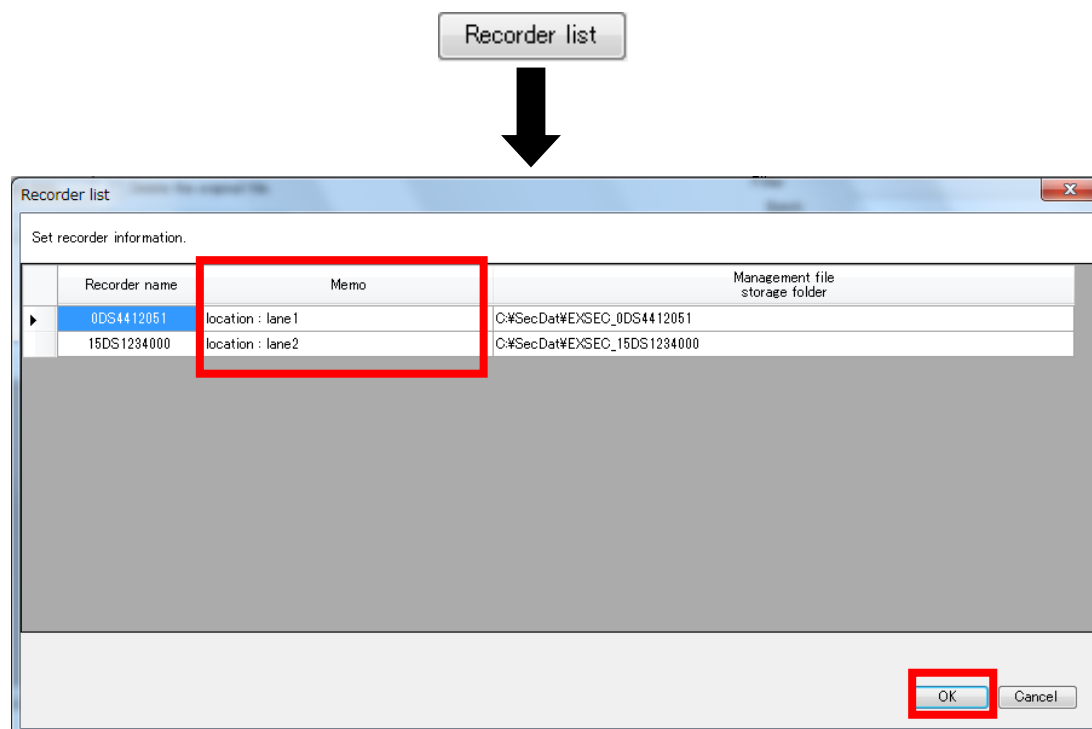 Recorder list
Recorder list
x
Set recorder information.
Recorder name Memo Management file
storage folder
0DS4412051 location : lane1 C:¥SecDat¥EXSEC_0DS4412051
15DS1234000 location : lane2 C:¥SecDat¥EXSEC_15DS1234000
OK Cancel